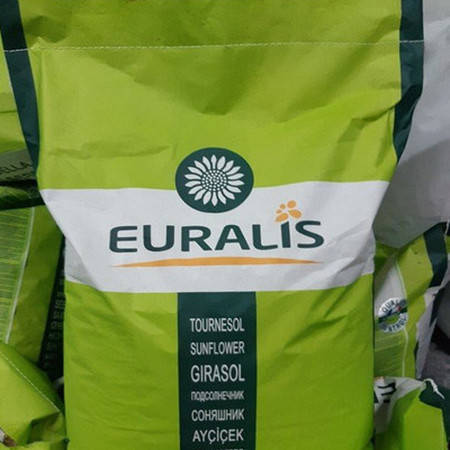 EURALIS
TOURNESOL
SUNFLOWER
GIRASOL
ПОДСОЛНЕЧНИК
СОНЯШНИК
AYÇİÇEK